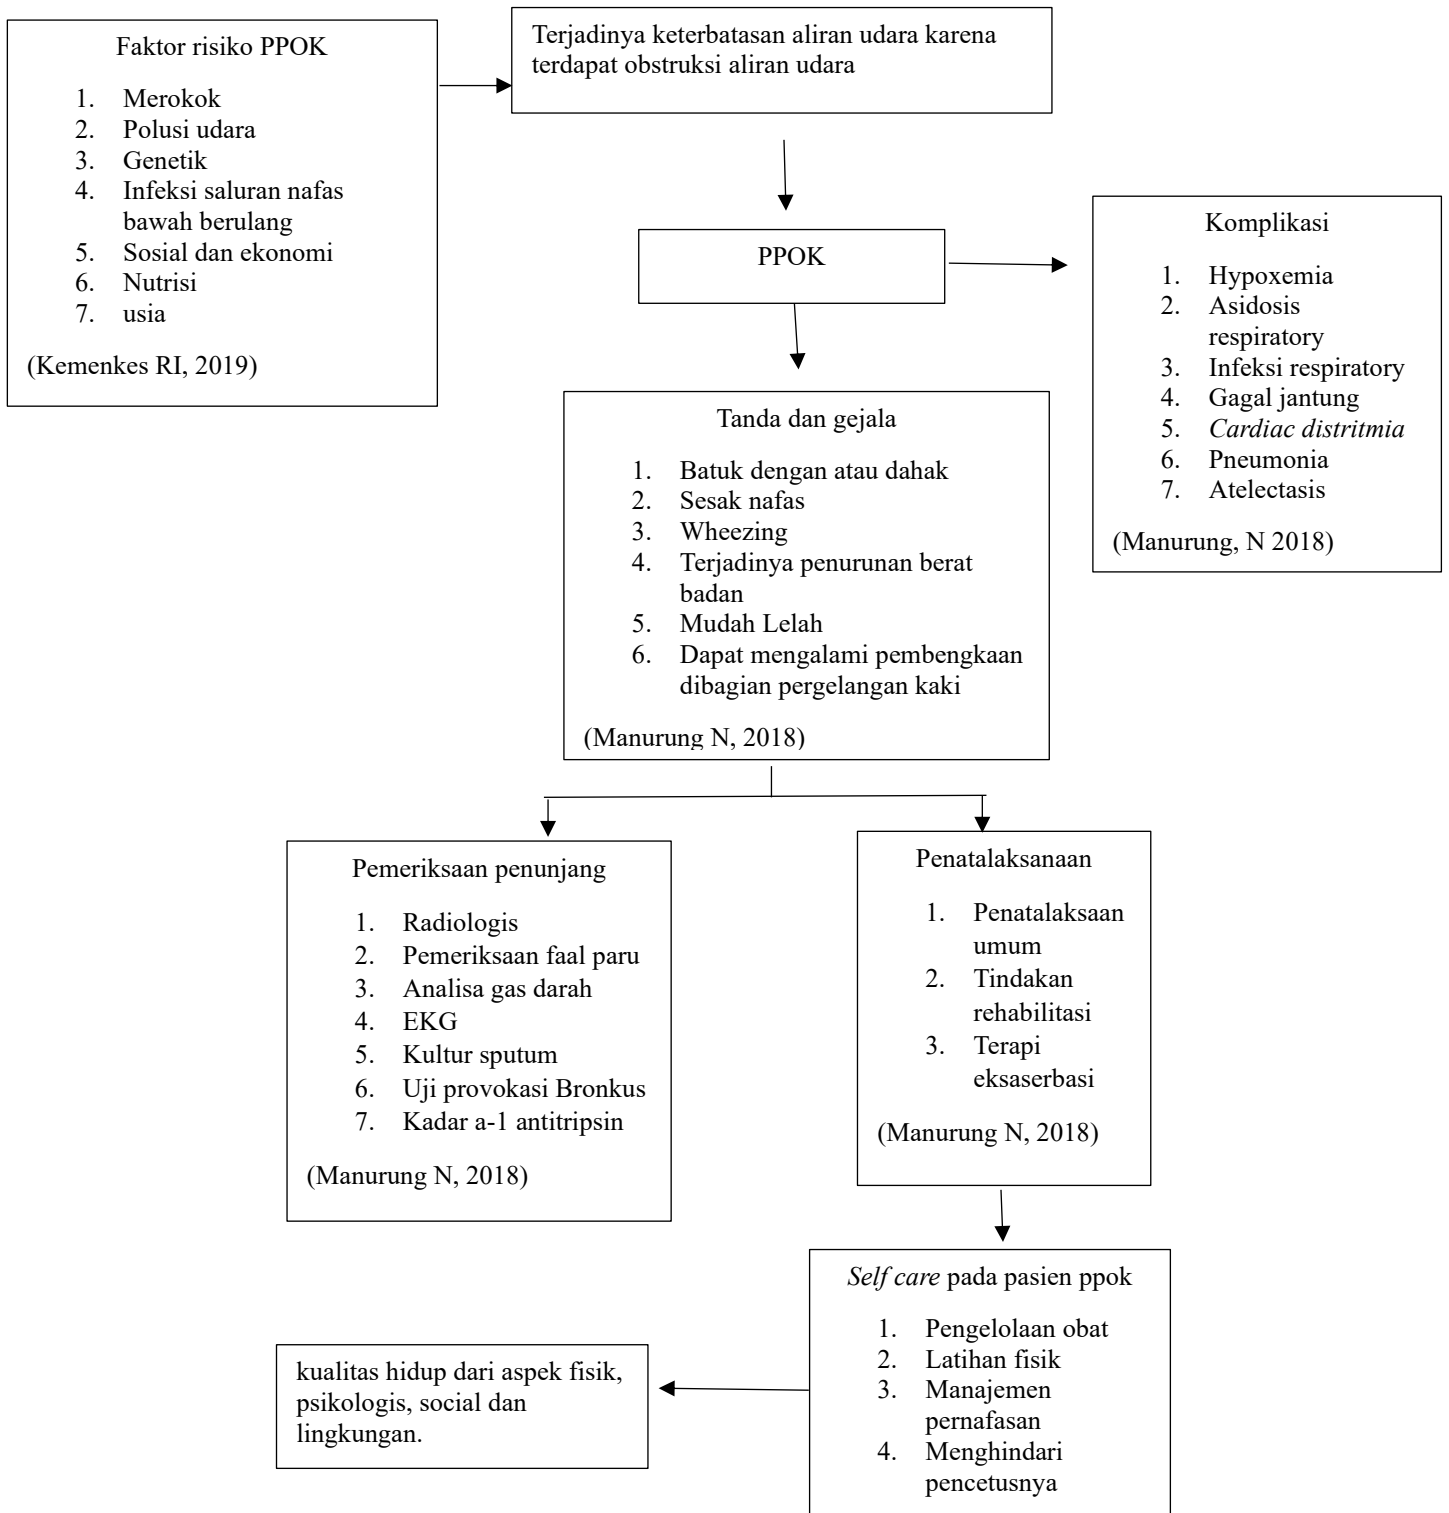 Faktor risiko PPOK
1. Merokok
2. Polusi udara
3. Genetik
4. Infeksi saluran nafas
bawah berulang
5. Sosial dan ekonomi
6. Nutrisi
7. usia
(Kemenkes RI, 2019)
Terjadinya keterbatasan aliran udara karena
terdapat obstruksi aliran udara
PPOK
Komplikasi
1. Hypoxemia
2. Asidosis
respiratory
3. Infeksi respiratory
4. Gagal jantung
5. Cardiac distritmia
6. Pneumonia
7. Atelectasis
(Manurung, N 2018)
Tanda dan gejala
1. Batuk dengan atau dahak
2. Sesak nafas
3. Wheezing
4. Terjadinya penurunan berat
badan
5. Mudah Lelah
6. Dapat mengalami pembengkaan
dibagian pergelangan kaki
(Manurung N, 2018)
Pemeriksaan penunjang
1. Radiologis
2. Pemeriksaan faal paru
3. Analisa gas darah
4. EKG
5. Kultur sputum
6. Uji provokasi Bronkus
7. Kadar a-1 antitripsin
(Manurung N, 2018)
Penatalaksanaan
1. Penatalaksaan
umum
2. Tindakan
rehabilitasi
3. Terapi
eksaserbasi
(Manurung N, 2018)
Self care pada pasien ppok
1. Pengelolaan obat
2. Latihan fisik
3. Manajemen
pernafasan
4. Menghindari
pencetusnya
kualitas hidup dari aspek fisik,
psikologis, social dan
lingkungan.